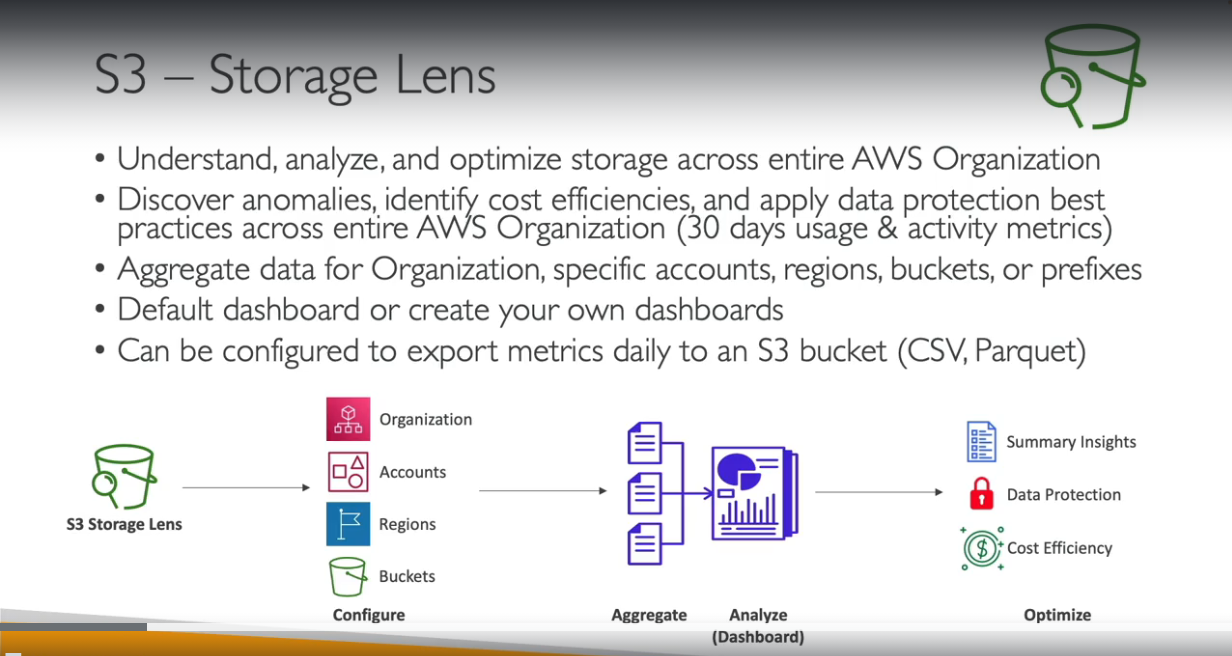 S3 – Storage Lens
• Understand, analyze, and optimize storage across entire AWS Organization
• Discover anomalies, identify cost efficiencies, and apply data protection best
practices across entire AWS Organization (30 days usage & activity metrics)
• Aggregate data for Organization, specific accounts, regions, buckets, or prefixes
• Default dashboard or create your own dashboards
• Can be configured to export metrics daily to an S3 bucket (CSV, Parquet)
S3 Storage Lens
Organization
Accounts
Regions
Buckets
Configure
Aggregate
Analyze
(Dashboard)
Summary Insights
Data Protection
Cost Efficiency
Optimize